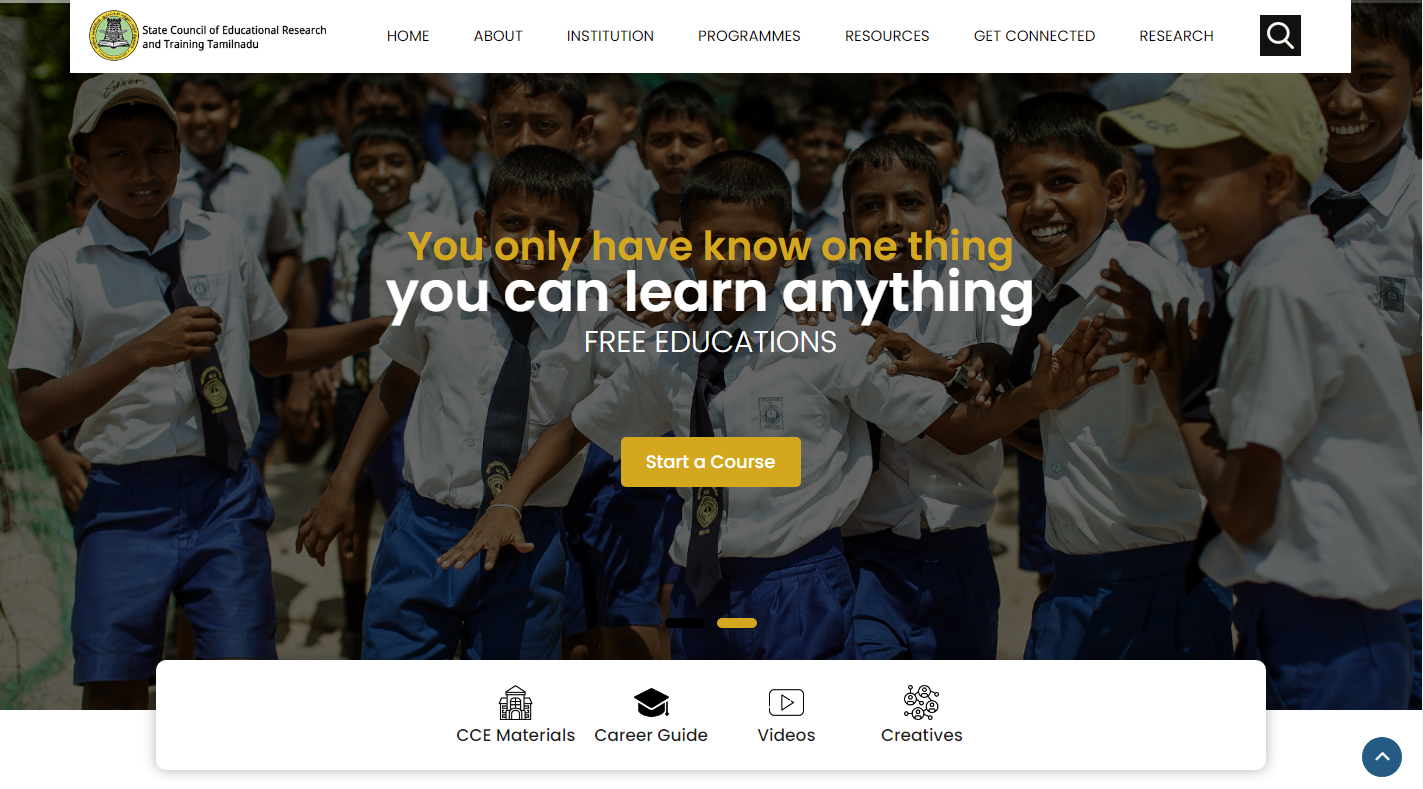 State Council of Educational Research
and Training Tamilnadu
HOME ABOUT INSTITUTION PROGRAMMES RESOURCES GET CONNECTED RESEARCH
You only have know one thing
you can learn anything
FREE EDUCATIONS
Start a Course
CCE Materials Career Guide Videos Creatives